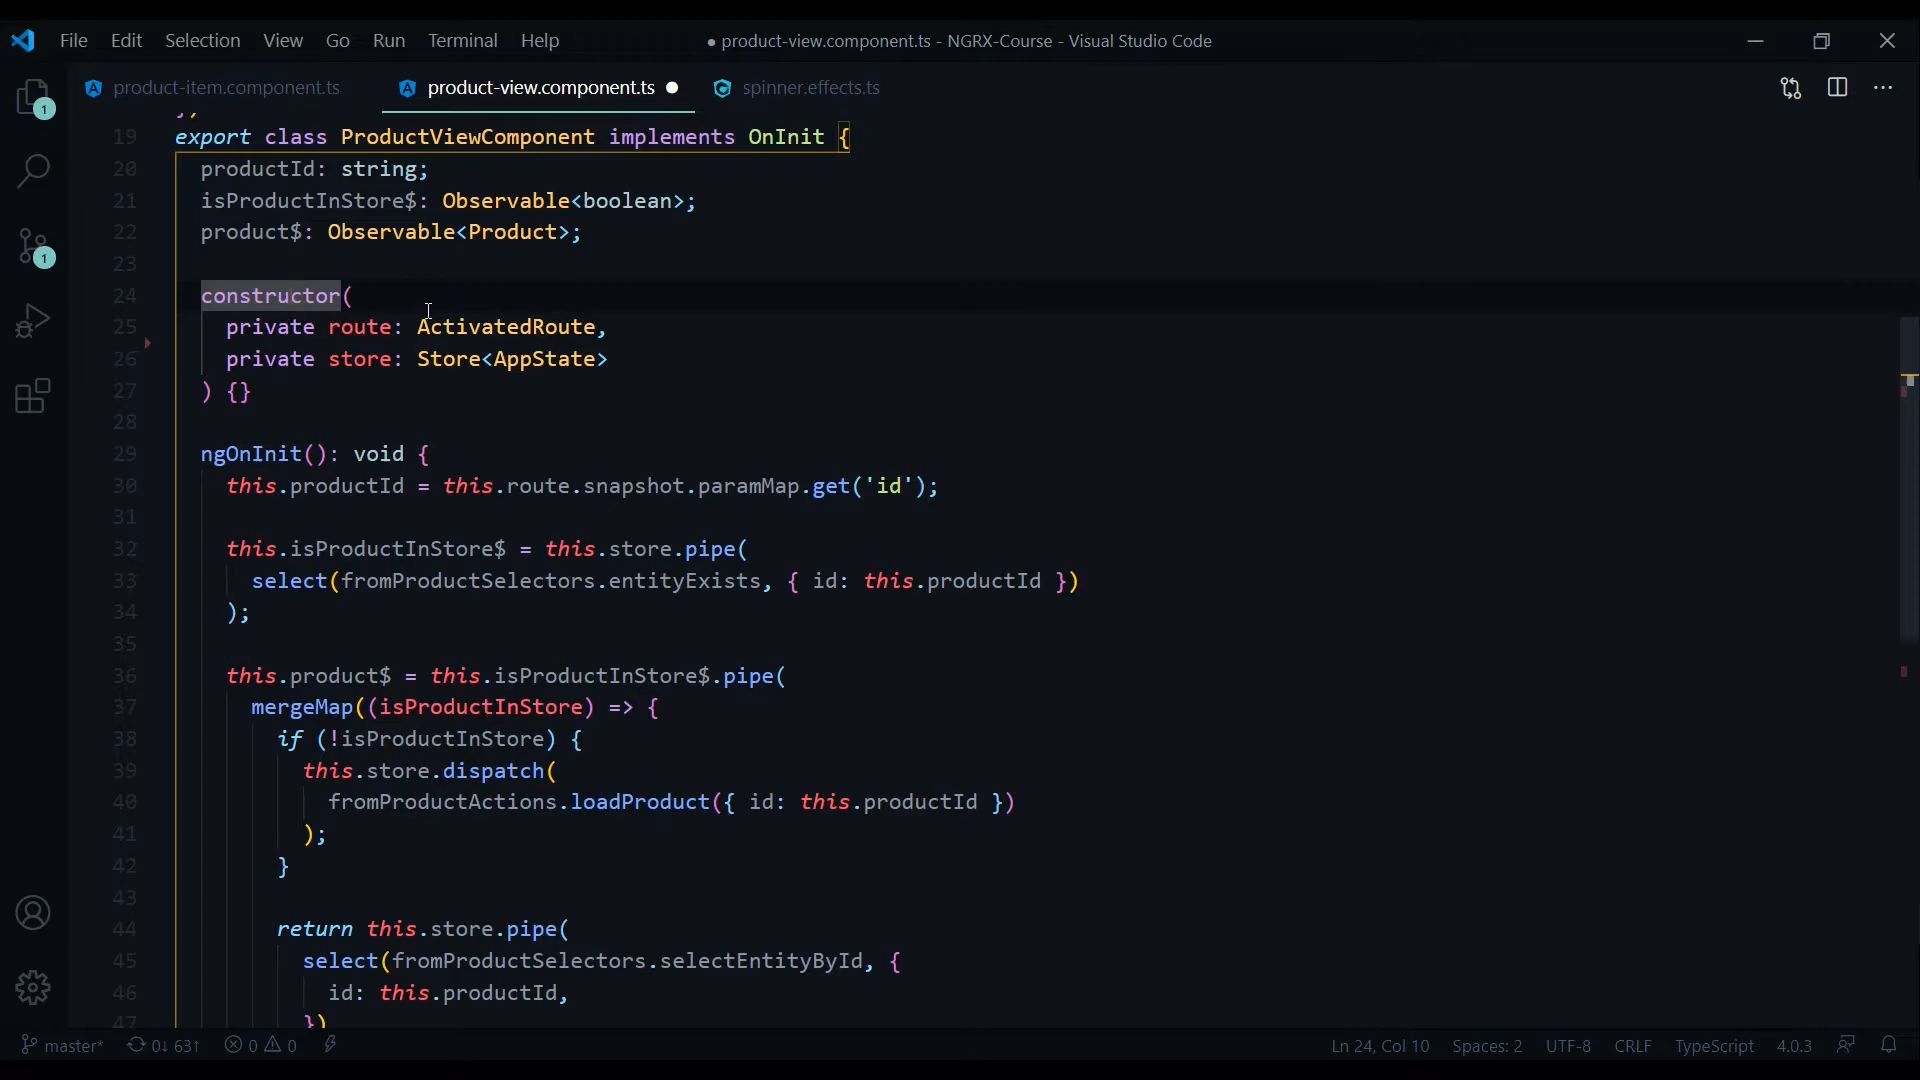 File Edit Selection View Go Run Terminal Help
● product-view.component.ts - NGRX-Course - Visual Studio Code
product-item.component.ts
product-view.component.ts ●
spinner.effects.ts
1
1
19 export class ProductViewComponent implements OnInit {
20 productId: string;
21 isProductInStore$: Observable<boolean>;
22 product$: Observable<Product>;
23
24 constructor(
25 private route: ActivatedRoute,
26 private store: Store<AppState>
27 ) {}
28
29 ngOnInit(): void {
30 this.productId = this.route.snapshot.paramMap.get('id');
31
32 this.isProductInStore$ = this.store.pipe(
33 select(fromProductSelectors.entityExists, { id: this.productId })
34 );
35
36 this.product$ = this.isProductInStore$.pipe(
37 mergeMap((isProductInStore) => {
38 if (!isProductInStore) {
39 this.store.dispatch(
40 fromProductActions.loadProduct({ id: this.productId })
41 );
42 }
43
44 return this.store.pipe(
45 select(fromProductSelectors.selectEntityById, {
46 id: this.productId,
47 })
master* 0↓ 63↑ 0 0 Ln 24, Col 10 Spaces: 2 UTF-8 CRLF TypeScript 4.0.3